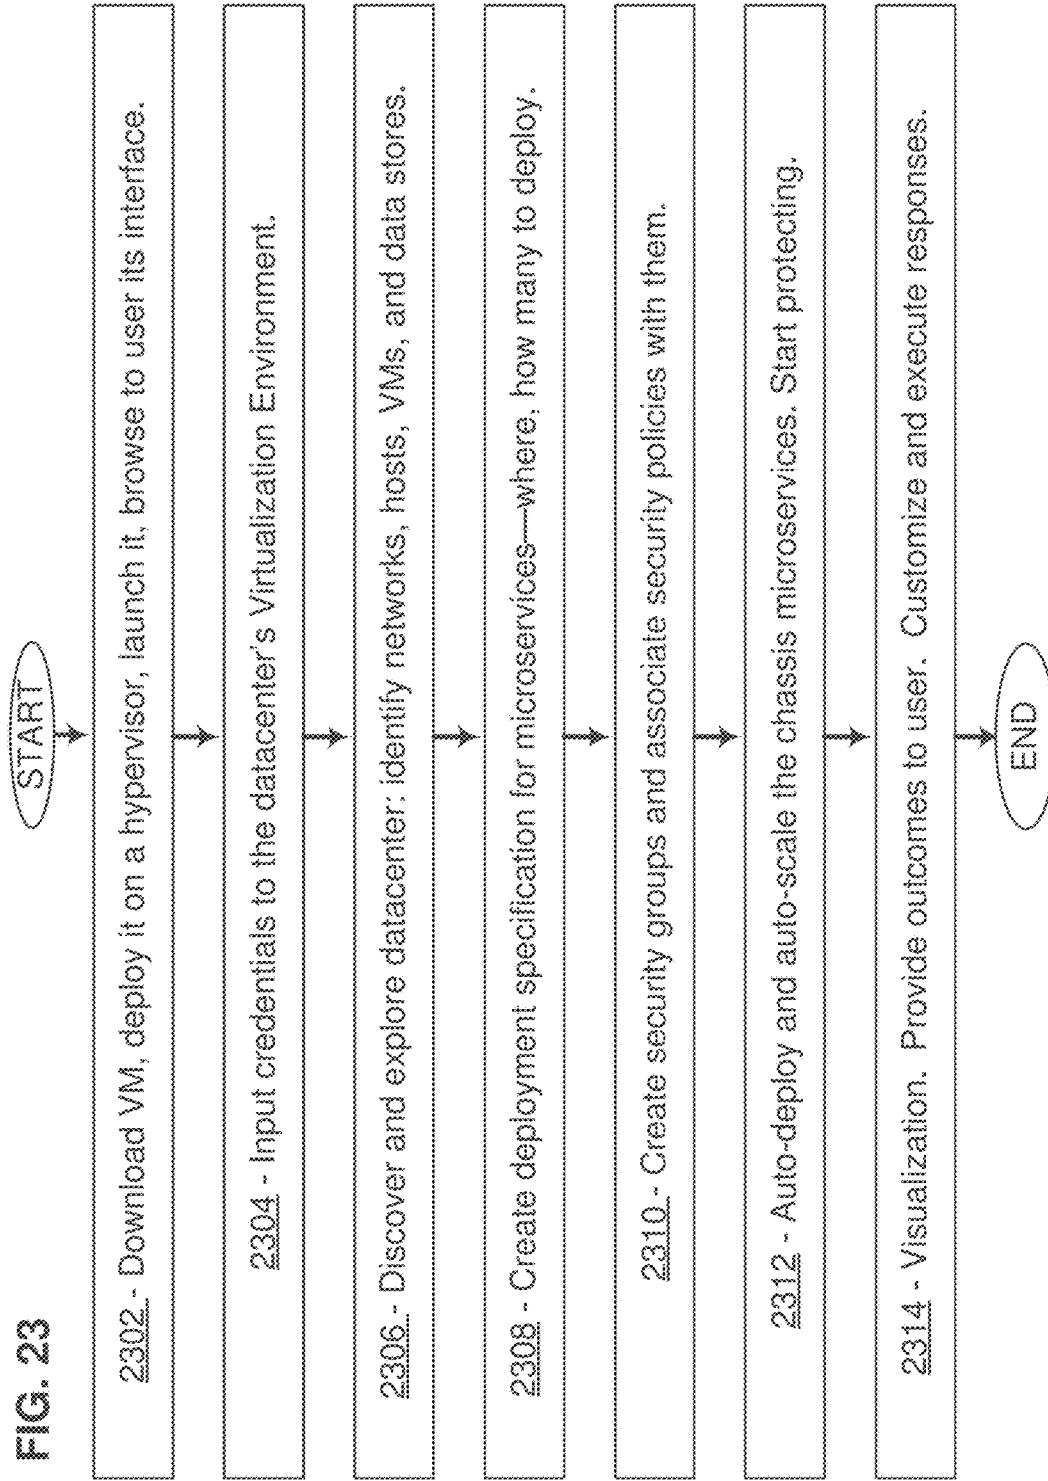 FIG. 23
START
2302 - Download VM, deploy it on a hypervisor, launch it, browse to user its interface.
2304 - Input credentials to the datacenter's Virtualization Environment.
2306 - Discover and explore datacenter: identify networks, hosts, VMs, and data stores.
2308 - Create deployment specification for microservices—where, how many to deploy.
2310 - Create security groups and associate security policies with them.
2312 - Auto-deploy and auto-scale the chassis microservices. Start protecting.
2314 - Visualization. Provide outcomes to user. Customize and execute responses.
END